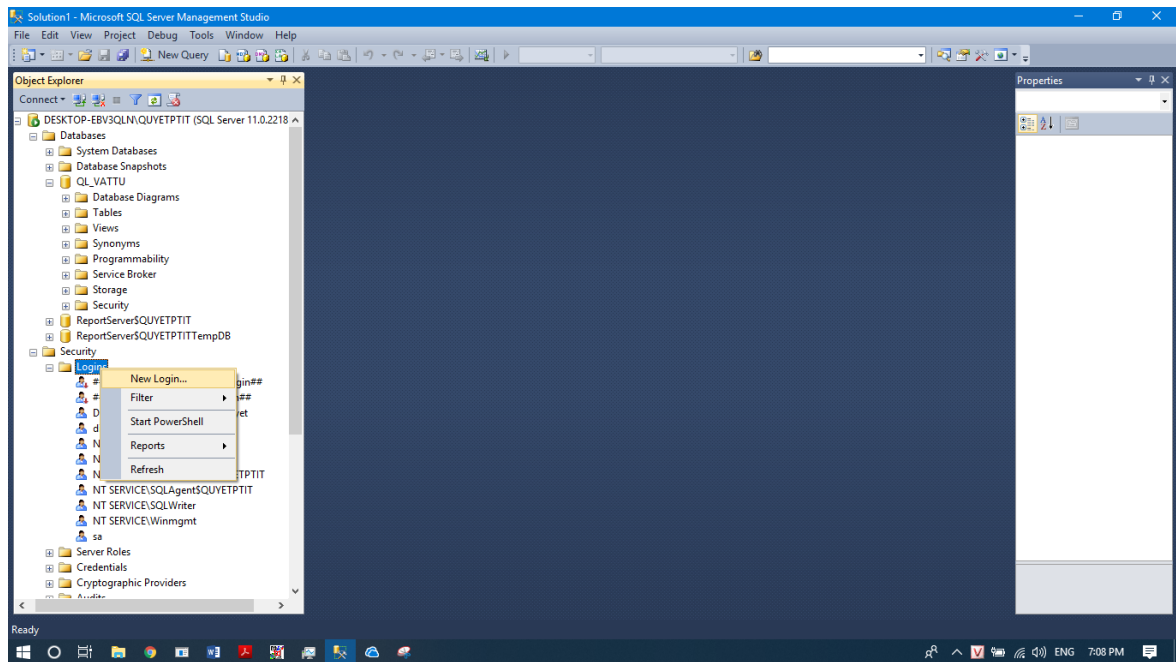 Solution1 - Microsoft SQL Server Management Studio
File Edit View Project Debug Tools Window Help
New Query
Object Explorer
Connect
DESKTOP-EBV3QLN\QUYETPTIT (SQL Server 11.0.2218
Databases
System Databases
Database Snapshots
QL_VATTU
Database Diagrams
Tables
Views
Synonyms
Programmability
Service Broker
Storage
Security
ReportServer$QUYETPTIT
ReportServer$QUYETPTITTempDB
Security
Logins
New Login...
Filter
Start PowerShell
Reports
Refresh
NT SERVICE\SQLAgent$QUYETPTIT
NT SERVICE\SQLWriter
NT SERVICE\Winmgmt
sa
Server Roles
Credentials
Cryptographic Providers
Properties
Ready
ENG 7:08 PM